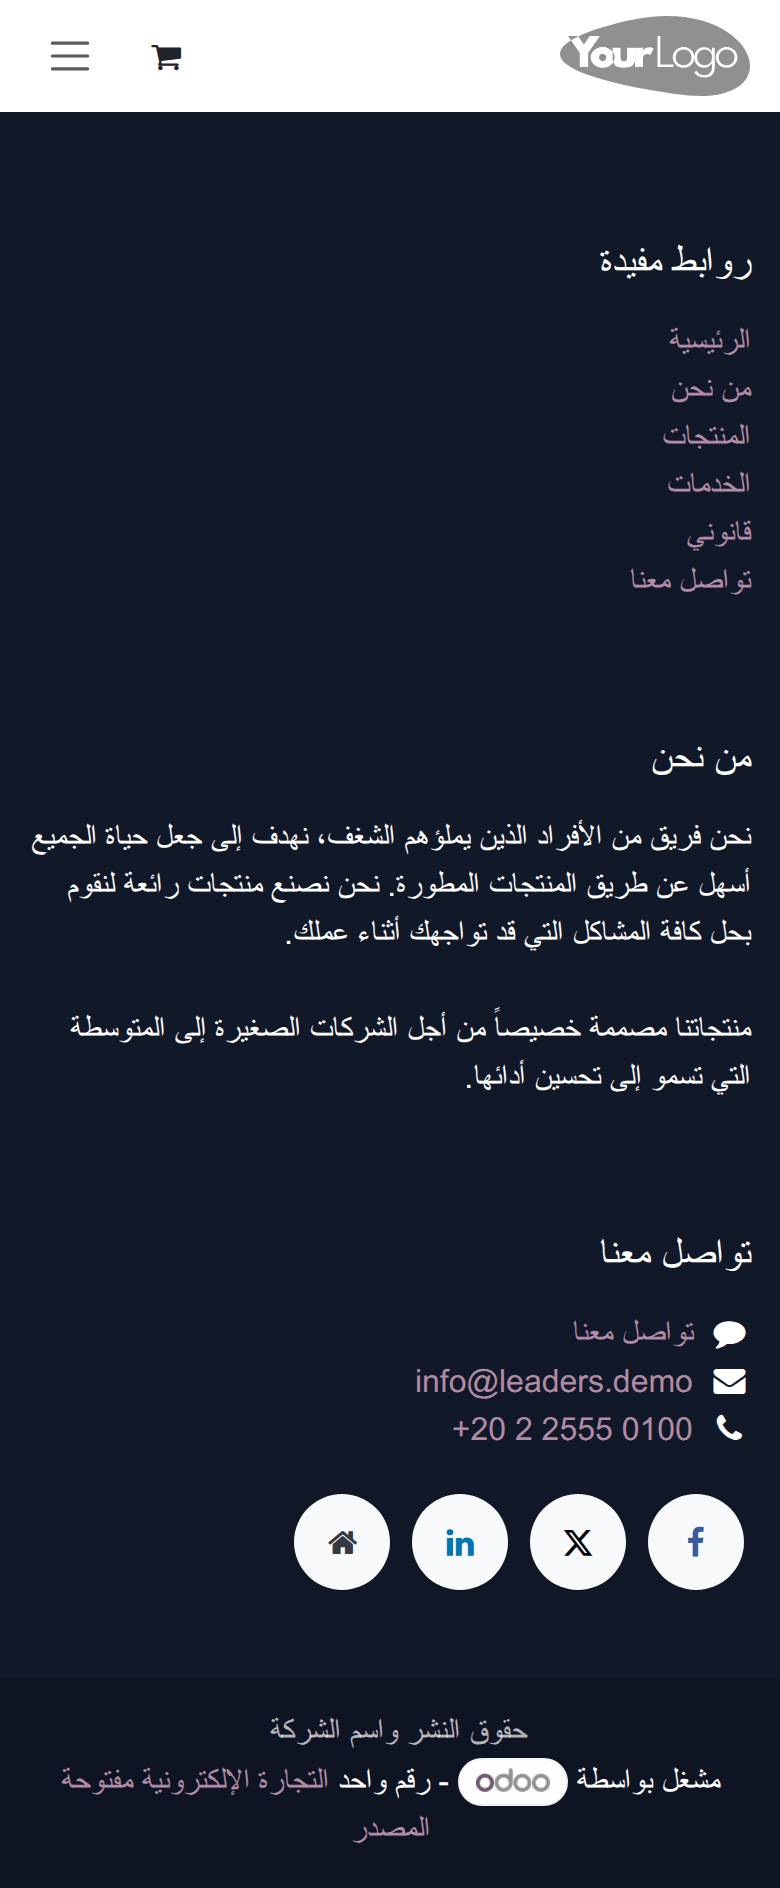 YourLogo
روابط مفيدة
الرئيسية
من نحن
المنتجات
الخدمات
قانوني
تواصل معنا
من نحن
نحن فريق من الأفراد الذين يملؤهم الشغف، نهدف إلى جعل حياة الجميع
أسهل عن طريق المنتجات المطورة. نحن نصنع منتجات رائعة لنقوم
بحل كافة المشاكل التي قد تواجهك أثناء عملك.
منتجاتنا مصممة خصيصاً من أجل الشركات الصغيرة إلى المتوسطة
التي تسمو إلى تحسين أدائها.
تواصل معنا
تواصل معنا
info@leaders.demo
+20 2 2555 0100
حقوق النشر واسم الشركة
مشغل بواسطة odoo - رقم واحد التجارة الإلكترونية مفتوحة
المصدر